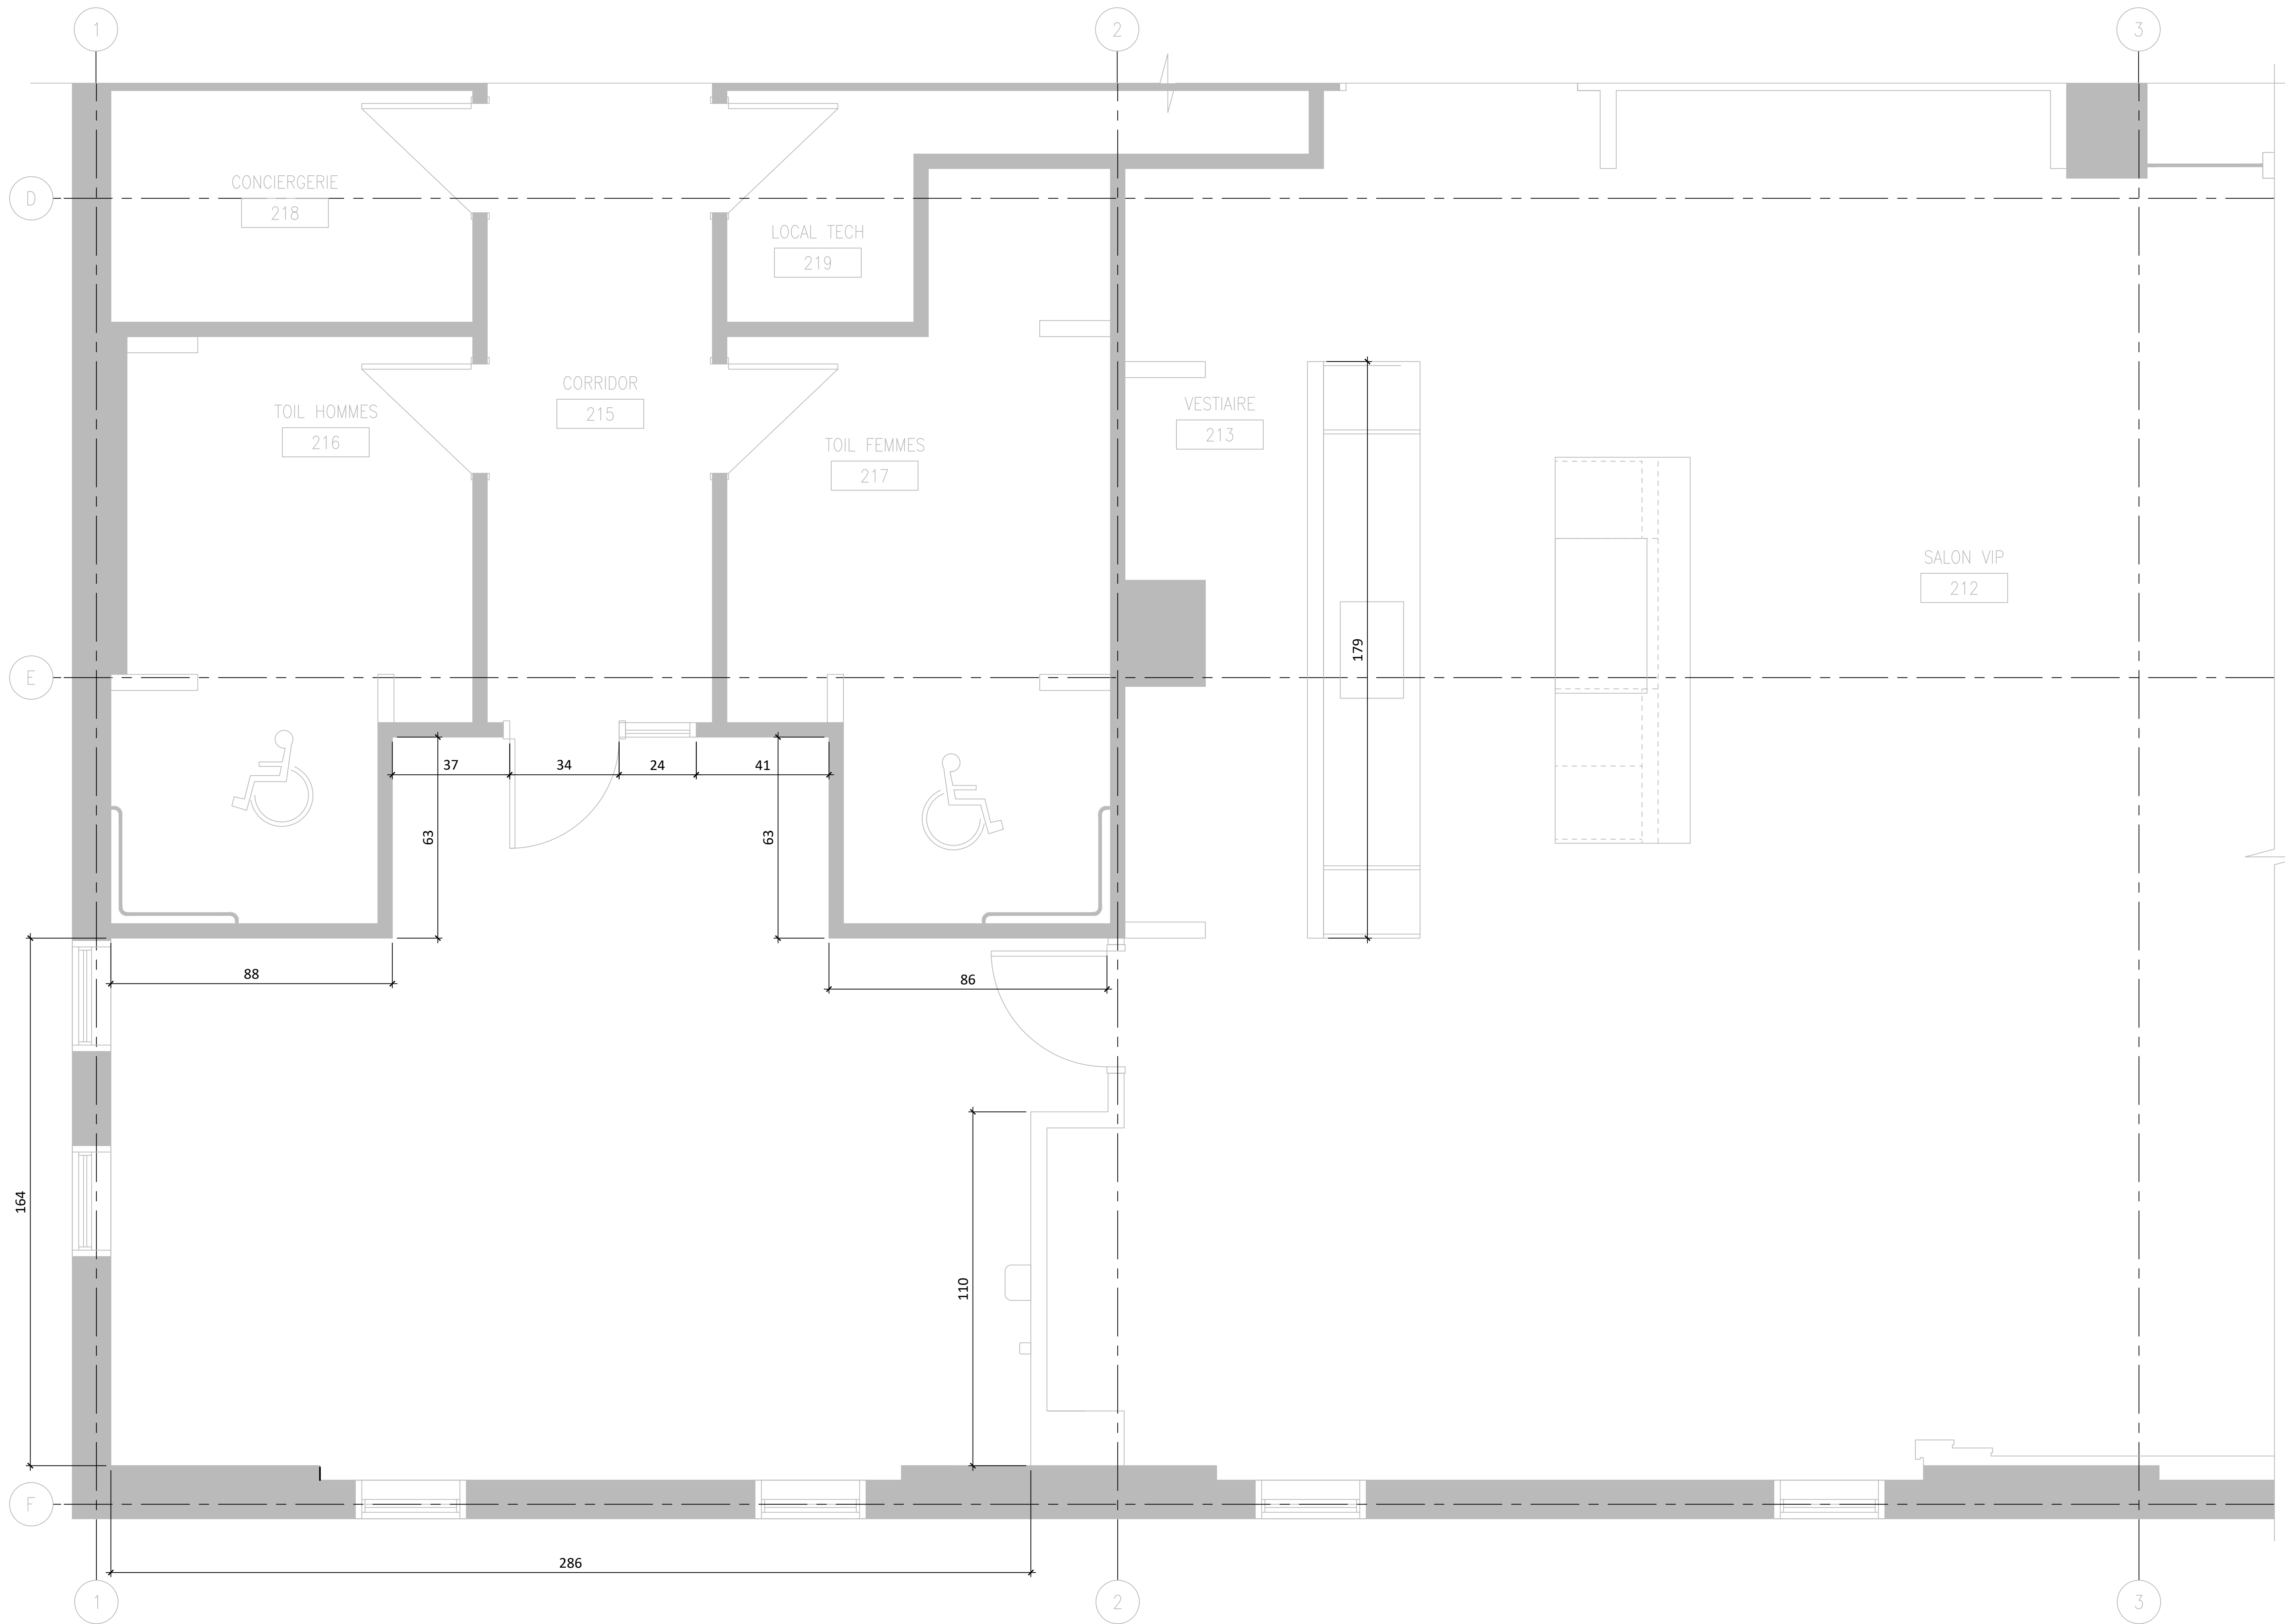 1
2
3
D
CONCIERGERIE
218
LOCAL TECH
219
CORRIDOR
215
TOIL HOMMES
216
TOIL FEMMES
217
VESTIAIRE
213
SALON VIP
212
179
E
37
34
24
41
63
63
88
86
164
110
F
286
1
2
3